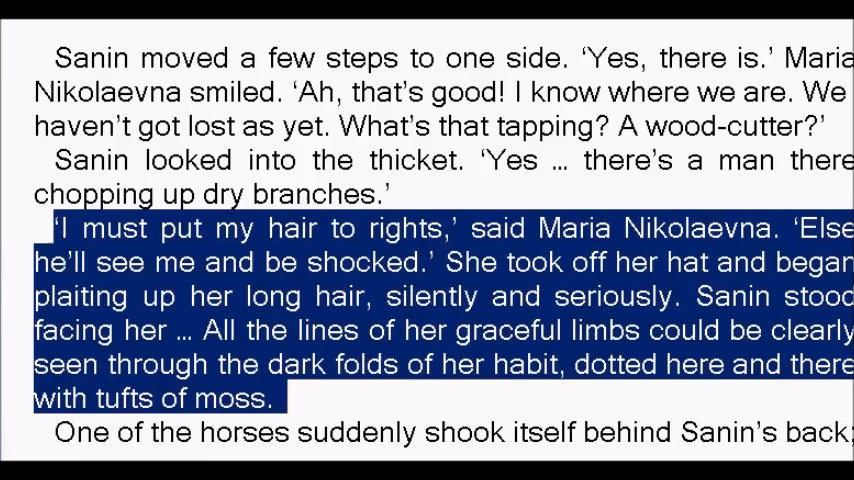 Sanin moved a few steps to one side. ‘Yes, there is.’ Maria
Nikolaevna smiled. ‘Ah, that’s good! I know where we are. We
haven’t got lost as yet. What’s that tapping? A wood-cutter?’
Sanin looked into the thicket. ‘Yes … there’s a man there
chopping up dry branches.’
‘I must put my hair to rights,’ said Maria Nikolaevna. ‘Else
he’ll see me and be shocked.’ She took off her hat and began
plaiting up her long hair, silently and seriously. Sanin stood
facing her … All the lines of her graceful limbs could be clearly
seen through the dark folds of her habit, dotted here and there
with tufts of moss.
One of the horses suddenly shook itself behind Sanin’s back;